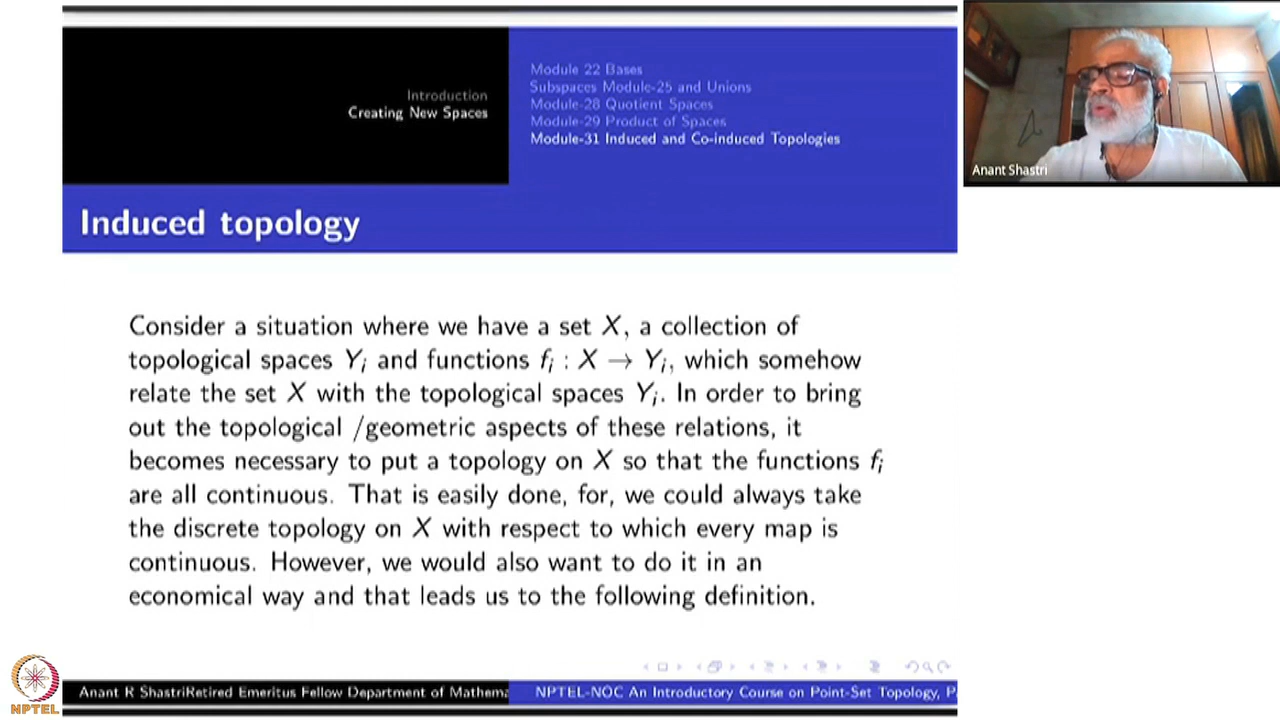 Introduction
Creating New Spaces
Module 22 Bases
Subspaces Module-25 and Unions
Module-28 Quotient Spaces
Module-29 Product of Spaces
Module-31 Induced and Co-induced Topologies
Anant Shastri
Induced topology
Consider a situation where we have a set X, a collection of
topological spaces Yᵢ and functions fᵢ : X → Yᵢ, which somehow
relate the set X with the topological spaces Yᵢ. In order to bring
out the topological /geometric aspects of these relations, it
becomes necessary to put a topology on X so that the functions fᵢ
are all continuous. That is easily done, for, we could always take
the discrete topology on X with respect to which every map is
continuous. However, we would also want to do it in an
economical way and that leads us to the following definition.
Anant R ShastriRetired Emeritus Fellow Department of Mathema
NPTEL-NOC An Introductory Course on Point-Set Topology, P
NPTEL